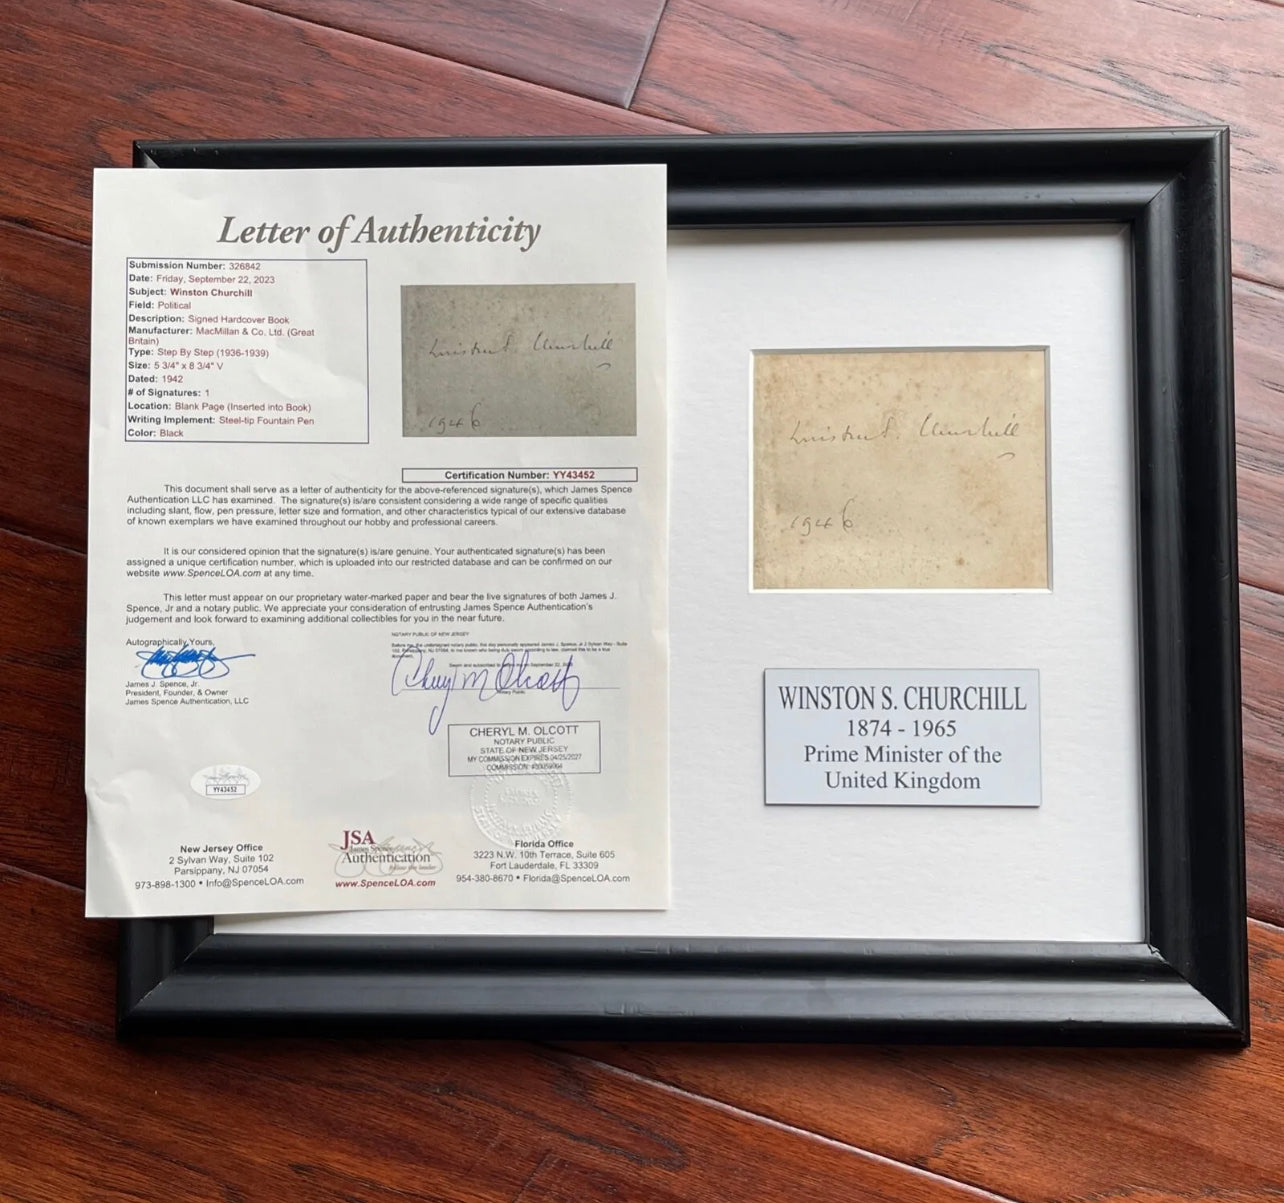 Letter of Authenticity
Submission Number: 326842
Date: Friday, September 22, 2023
Subject: Winston Churchill
Field: Political
Description: Signed Hardcover Book
Manufacturer: MacMillan & Co. Ltd. (Great
Britain)
Type: Step By Step (1936-1939)
Size: 5 3/4" x 8 3/4" V
Dated: 1942
# of Signatures: 1
Location: Blank Page (Inserted into Book)
Writing Implement: Steel-tip Fountain Pen
Color: Black
Winston S. Churchill
1946
Certification Number: YY43452
This document shall serve as a letter of authenticity for the above-referenced signature(s), which James Spence
Authentication LLC has examined. The signature(s) is/are consistent considering a wide range of specific qualities
including slant, flow, pen pressure, letter size and formation, and other characteristics typical of our extensive database
of known exemplars we have examined throughout our hobby and professional careers.
It is our considered opinion that the signature(s) is/are genuine. Your authenticated signature(s) has been
assigned a unique certification number, which is uploaded into our restricted database and can be confirmed on our
website www.SpenceLOA.com at any time.
This letter must appear on our proprietary water-marked paper and bear the live signatures of both James J.
Spence, Jr and a notary public. We appreciate your consideration of entrusting James Spence Authentication's
judgement and look forward to examining additional collectibles for you in the near future.
Autographically Yours,
James J. Spence, Jr.
President, Founder, & Owner
James Spence Authentication, LLC
NOTARY PUBLIC OF NEW JERSEY
Cheryl M Olcott
Notary Public
CHERYL M. OLCOTT
NOTARY PUBLIC
STATE OF NEW JERSEY
MY COMMISSION EXPIRES 04/25/2027
COMMISSION:
YY43452
New Jersey Office
2 Sylvan Way, Suite 102
Parsippany, NJ 07054
973-898-1300 • Info@SpenceLOA.com
JSA
James Spence
Authentication
www.SpenceLOA.com
Florida Office
3223 N.W. 10th Terrace, Suite 605
Fort Lauderdale, FL 33309
954-380-8670 • Florida@SpenceLOA.com
Winston S. Churchill
1946
WINSTON S. CHURCHILL
1874 - 1965
Prime Minister of the
United Kingdom